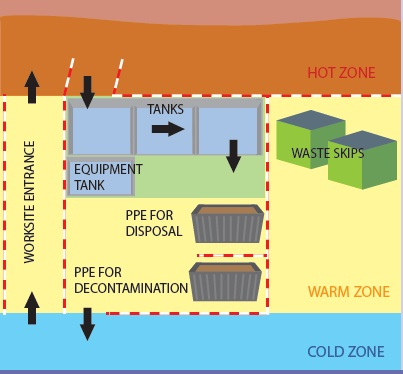 HOT ZONE
TANKS
WASTE SKIPS
EQUIPMENT
TANK
WORKSITE ENTRANCE
PPE FOR
DISPOSAL
PPE FOR
DECONTAMINATION
WARM ZONE
COLD ZONE